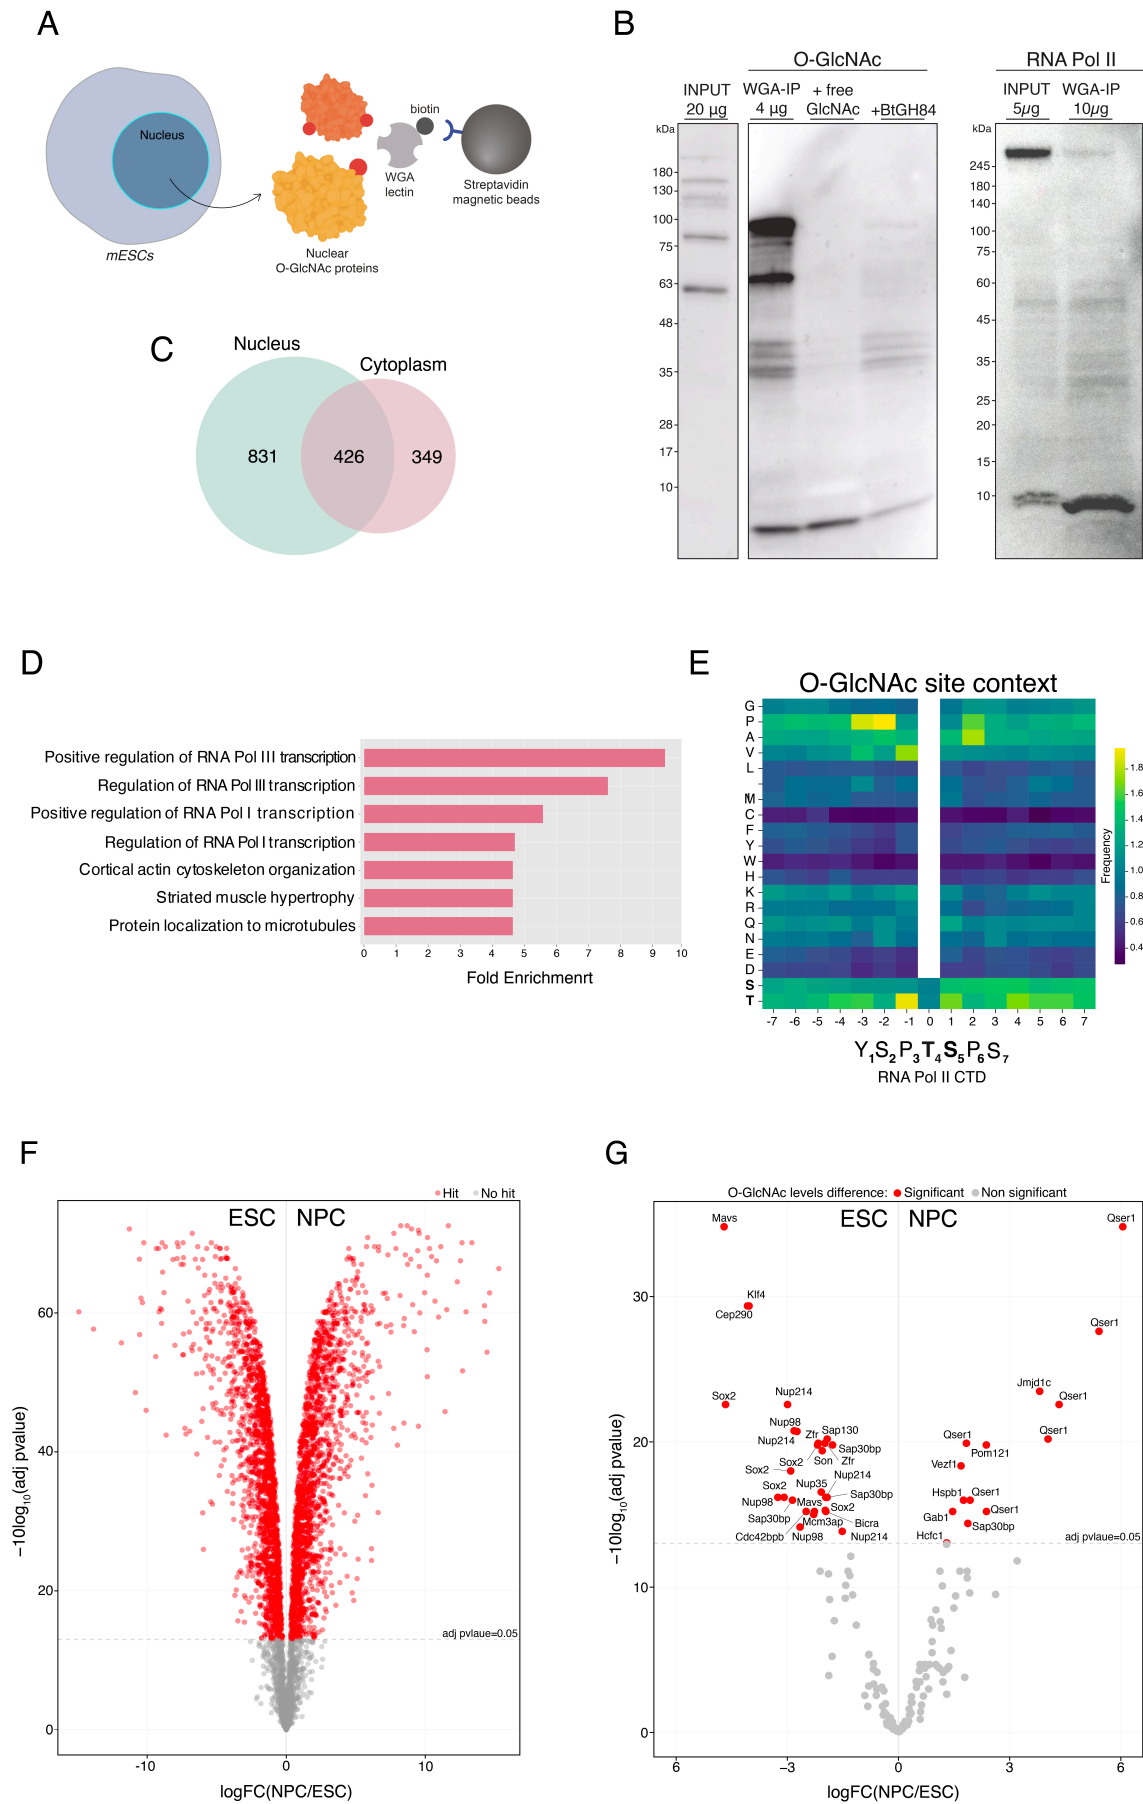 A
Nucleus
mESCs
biotin
WGA
lectin
Streptavidin
magnetic beads
Nuclear
O-GlcNAc proteins
B
O-GlcNAc
RNA Pol II
INPUT
20 µg
WGA-IP
4 µg
+ free
GlcNAc
+BtGH84
INPUT
5µg
WGA-IP
10µg
kDa
180
130
100
75
63
48
35
28
17
10
kDa
245
180
140
100
75
60
45
35
25
20
15
10
C
Nucleus
Cytoplasm
831
426
349
D
Positive regulation of RNA Pol III transcription
Regulation of RNA Pol III transcription
Positive regulation of RNA Pol I transcription
Regulation of RNA Pol I transcription
Cortical actin cytoskeleton organization
Striated muscle hypertrophy
Protein localization to microtubules
0 1 2 3 4 5 6 7 8 9 10
Fold Enrichmenrt
E
O-GlcNAc site context
G
P
A
V
L
M
C
F
Y
W
H
K
R
Q
N
E
D
S
T
-7 -6 -5 -4 -3 -2 -1 0 1 2 3 4 5 6 7
1.8
1.6
1.4
1.2
1.0
0.8
0.6
0.4
Frequency
Y1S2P3T4S5P6S7
RNA Pol II CTD
F
Hit No hit
ESC NPC
60
40
20
0
−10log10(adj pvalue)
adj pvlaue=0.05
-10 0 10
logFC(NPC/ESC)
G
O-GlcNAc levels difference: Significant Non significant
ESC NPC
Mavs
Qser1
Klf4
Cep290
Qser1
Jmjd1c
Sox2
Nup214
Qser1
Nup98
Nup214
Zfr
Sap130
Sap30bp
Qser1
Qser1
Pom121
Sox2
Son
Zfr
Sox2
Vezf1
Nup35
Nup214
Sox2
Sap30bp
Hspb1
Qser1
Nup98
Mavs
Sox2
Qser1
Sap30bp
Mcm3ap
Bicra
Gab1
Sap30bp
Cdc42bpb
Nup98
Nup214
Hcfc1
adj pvlaue=0.05
30
20
10
0
−10log10(adj pvalue)
6 −3 0 3 6
logFC(NPC/ESC)